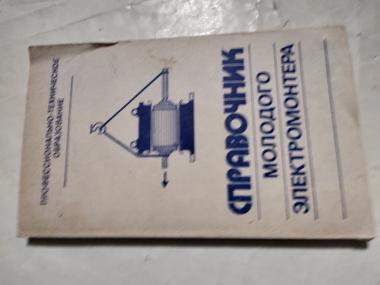 ПРОФЕССИОНАЛЬНО-ТЕХНИЧЕСКОЕ
ОБРАЗОВАНИЕ
СПРАВОЧНИК
МОЛОДОГО
ЭЛЕКТРОМОНТЕРА